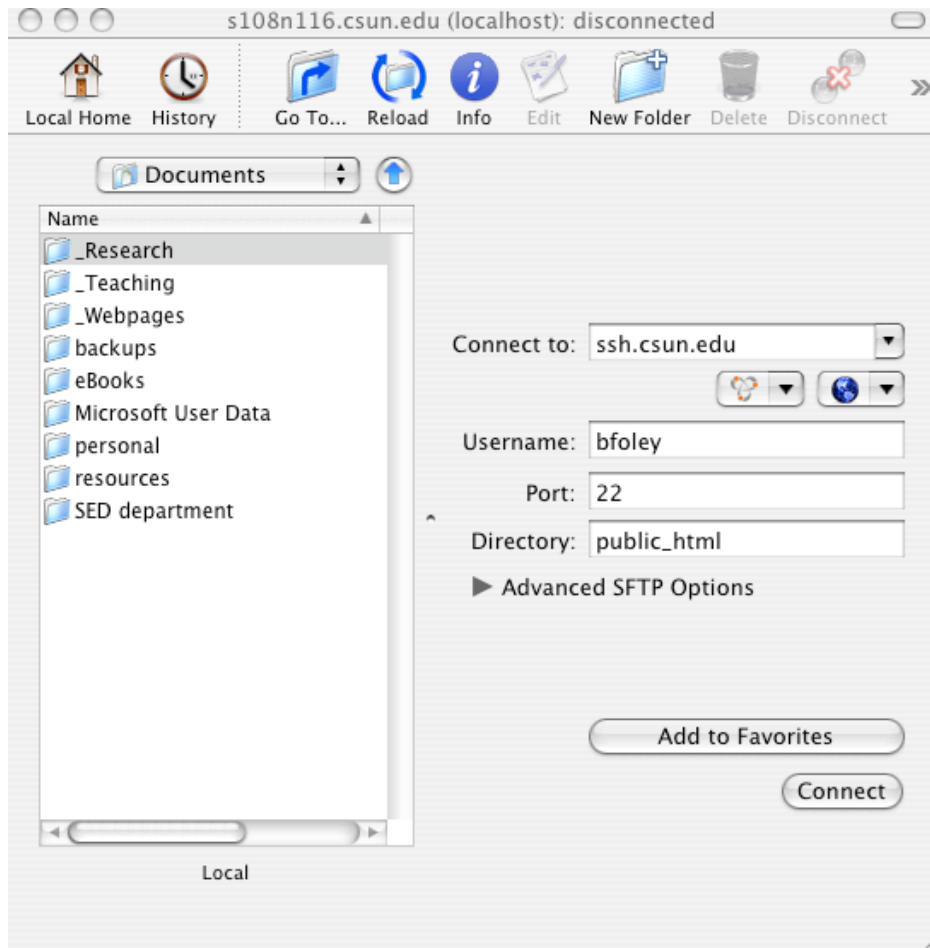 s108n116.csun.edu (localhost): disconnected
Local Home History Go To... Reload Info Edit New Folder Delete Disconnect
Documents
Name
_Research
_Teaching
_Webpages
backups
eBooks
Microsoft User Data
personal
resources
SED department
Local
Connect to: ssh.csun.edu
Username: bfoley
Port: 22
Directory: public_html
Advanced SFTP Options
Add to Favorites
Connect